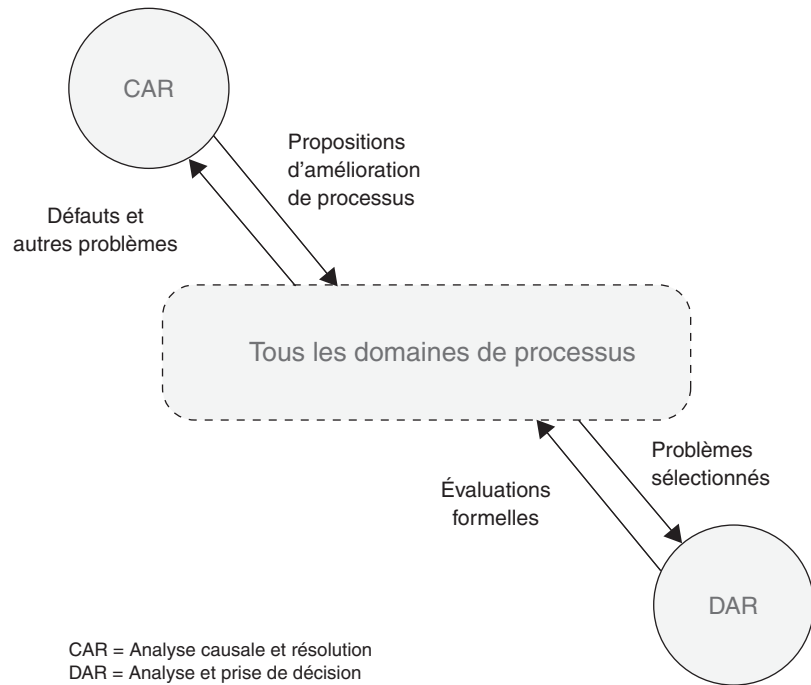 CAR
Propositions
d'amélioration
de processus
Défauts et
autres problèmes
Tous les domaines de processus
Problèmes
sélectionnés
Évaluations
formelles
DAR
CAR = Analyse causale et résolution
DAR = Analyse et prise de décision